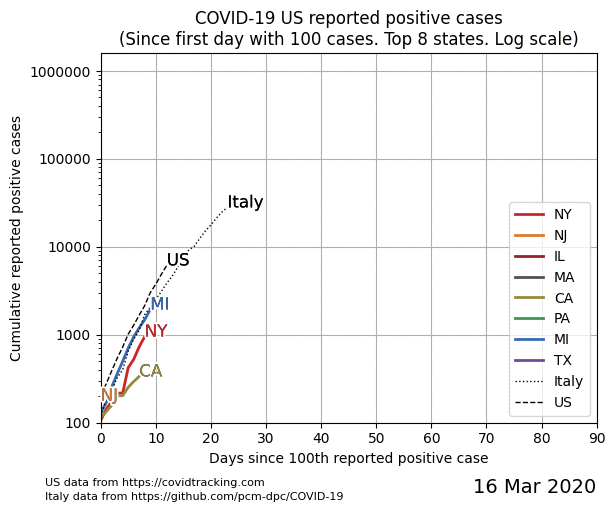 COVID-19 US reported positive cases
(Since first day with 100 cases. Top 8 states. Log scale)
Cumulative reported positive cases
1000000
100000
10000
1000
100
Italy
US
MI
NY
CA
NJ
NY
NJ
IL
MA
CA
PA
MI
TX
Italy
US
0 10 20 30 40 50 60 70 80 90
Days since 100th reported positive case
US data from https://covidtracking.com
Italy data from https://github.com/pcm-dpc/COVID-19
16 Mar 2020